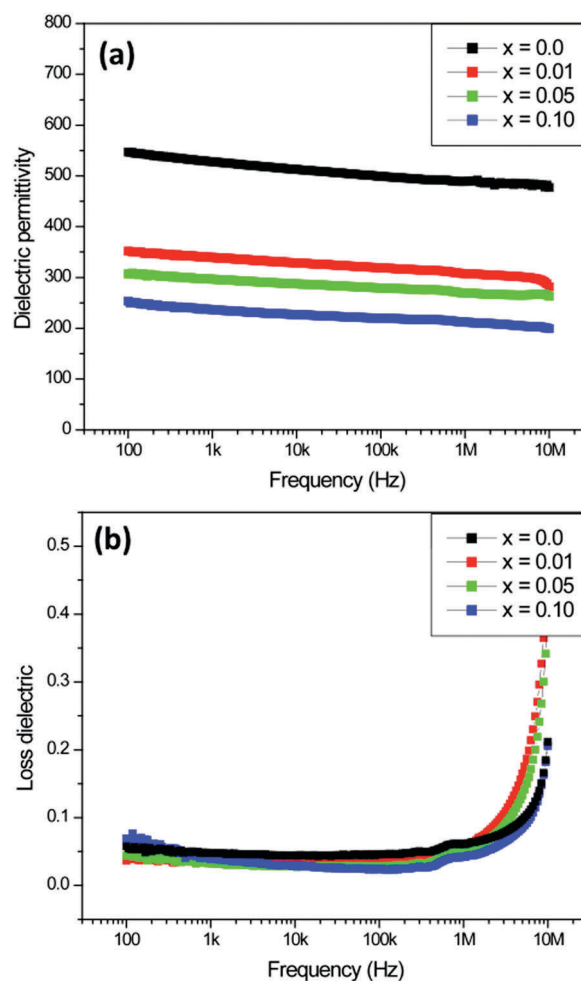 (a)
x = 0.0
x = 0.01
x = 0.05
x = 0.10
800
700
600
500
400
300
200
100
0
Dielectric permittivity
100 1k 10k 100k 1M 10M
Frequency (Hz)
(b)
x = 0.0
x = 0.01
x = 0.05
x = 0.10
0.5
0.4
0.3
0.2
0.1
0.0
Loss dielectric
100 1k 10k 100k 1M 10M
Frequency (Hz)